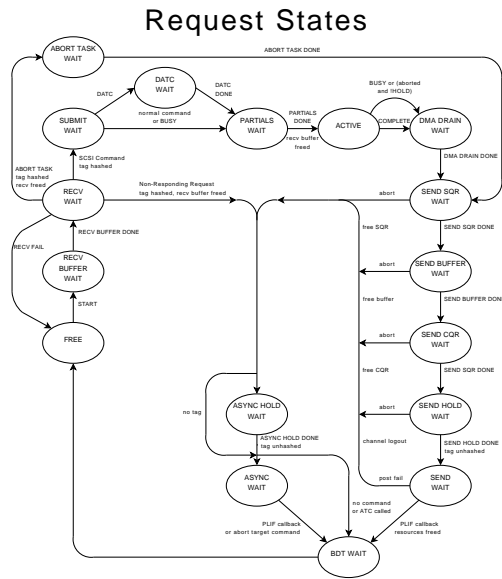 Request States
ABORT TASK
WAIT
ABORT TASK DONE
DATC
WAIT
DATC
DATC
DONE
BUSY or (aborted
and !HOLD)
SUBMIT
WAIT
normal command
or BUSY
PARTIALS
WAIT
PARTIALS
DONE
recv buffer
freed
ACTIVE
COMPLETE
DMA DRAIN
WAIT
SCSI Command
tag hashed
DMA DRAIN DONE
ABORT TASK
tag hashed
recv freed
RECV
WAIT
Non-Responding Request
tag hashed, recv buffer freed
abort
SEND SQR
WAIT
free SQR
RECV BUFFER DONE
SEND SQR DONE
RECV FAIL
RECV
BUFFER
WAIT
abort
SEND BUFFER
WAIT
START
free buffer
SEND BUFFER DONE
FREE
abort
SEND CQR
WAIT
free CQR
SEND SQR DONE
no tag
ASYNC HOLD
WAIT
abort
SEND HOLD
WAIT
ASYNC HOLD DONE
tag unhashed
channel logout
SEND HOLD DONE
tag unhashed
ASYNC
WAIT
post fail
SEND
WAIT
no command
or ATC called
PLIF callback
or abort target command
PLIF callback
resources freed
BDT WAIT